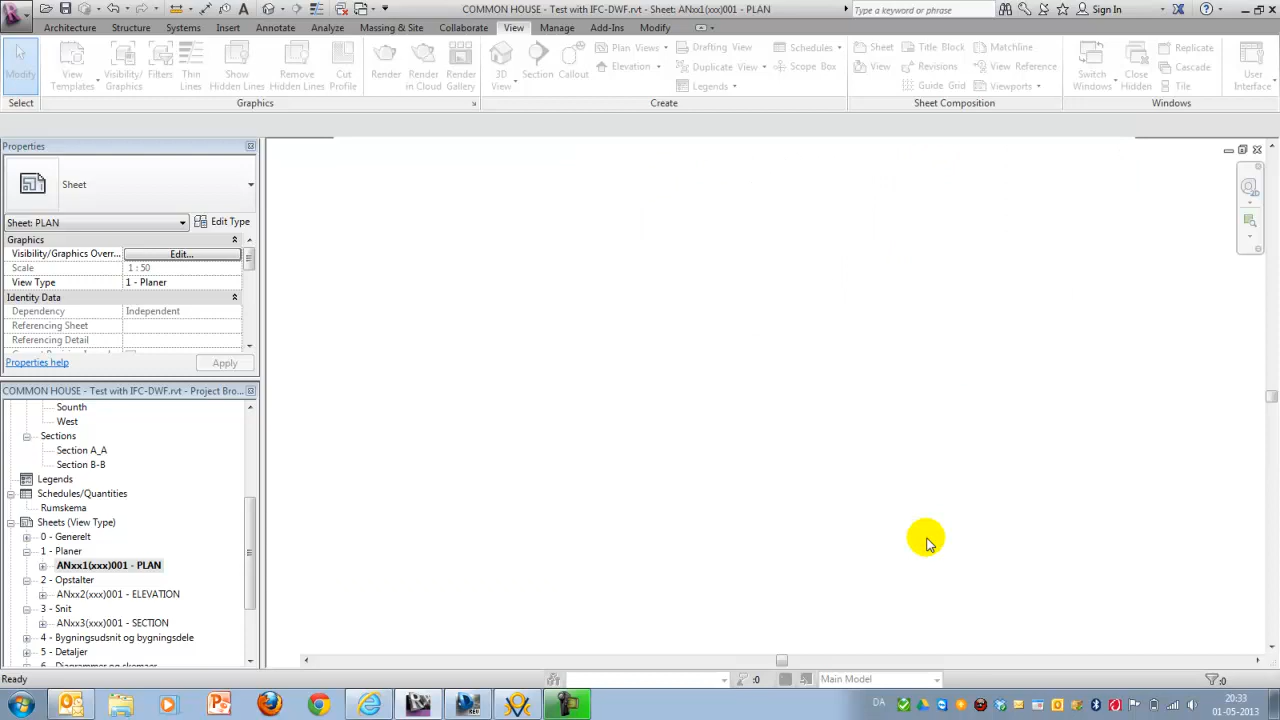 COMMON HOUSE - Test with IFC-DWF.rvt - Sheet: ANxx1(xxx)001 - PLAN
Type a keyword or phrase
Sign In
Architecture Structure Systems Insert Annotate Analyze Massing & Site Collaborate View Manage Add-Ins Modify
Modify
View Templates
Visibility/ Graphics
Filters
Thin Lines
Show Hidden Lines
Remove Hidden Lines
Cut Profile
Render
Render in Cloud
Render Gallery
3D View
Section
Callout
Plan Views
Elevation
Drafting View
Duplicate View
Legends
Schedules
Scope Box
Sheet
View
Title Block
Revisions
Guide Grid
Matchline
View Reference
Viewports
Switch Windows
Close Hidden
Replicate
Cascade
Tile
User Interface
Select Graphics Create Sheet Composition Windows
Properties
Sheet
Sheet: PLAN
Edit Type
Graphics
Visibility/Graphics Overr... Edit...
Scale 1 : 50
View Type 1 - Planer
Identity Data
Dependency Independent
Referencing Sheet
Referencing Detail
Properties help Apply
COMMON HOUSE - Test with IFC-DWF.rvt - Project Bro...
Sounth
West
Sections
Section A_A
Section B-B
Legends
Schedules/Quantities
Rumskema
Sheets (View Type)
0 - Generelt
1 - Planer
ANxx1(xxx)001 - PLAN
2 - Opstalter
ANxx2(xxx)001 - ELEVATION
3 - Snit
ANxx3(xxx)001 - SECTION
4 - Bygningsudsnit og bygningsdele
5 - Detaljer
6 - Diagrammer og skemaer
Ready
:0
Main Model
:0
DA
20:33
01-05-2013